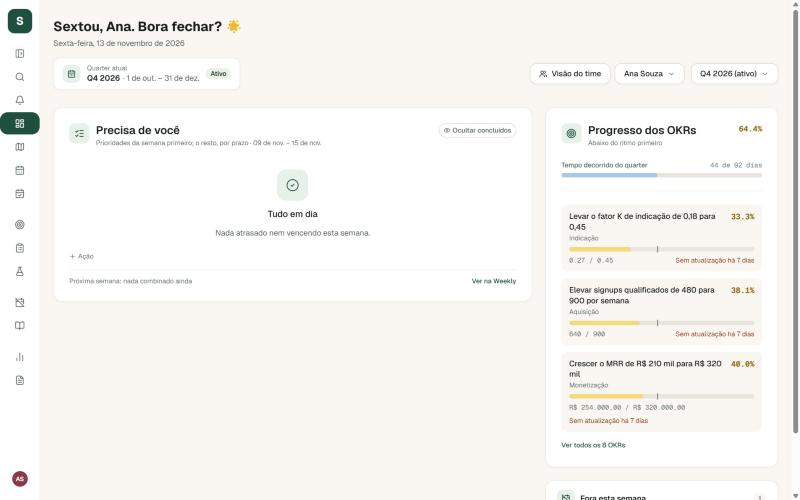 S
Sextou, Ana. Bora fechar? 🌟
Sexta-feira, 13 de novembro de 2026
Quarter atual
Q4 2026 · 1 de out. – 31 de dez.
Ativo
Visão do time
Ana Souza
Q4 2026 (ativo)
Precisa de você
Prioridades da semana primeiro; o resto, por prazo · 09 de nov. – 15 de nov.
Ocultar concluídos
Tudo em dia
Nada atrasado nem vencendo esta semana.
+ Ação
Próxima semana: nada combinado ainda
Ver na Weekly
Progresso dos OKRs
64.4%
Abaixo do ritmo primeiro
Tempo decorrido do quarter
44 de 92 dias
Levar o fator K de indicação de 0,18 para
0,45
33.3%
Indicação
0.27 / 0.45
Sem atualização há 7 dias
Elevar signups qualificados de 480 para
900 por semana
38.1%
Aquisição
640 / 900
Sem atualização há 7 dias
Crescer o MRR de R$ 210 mil para R$ 320
mil
40.0%
Monetização
R$ 254.000,00 / R$ 320.000,00
Sem atualização há 7 dias
Ver todos os 8 OKRs
Fora esta semana
1
AS